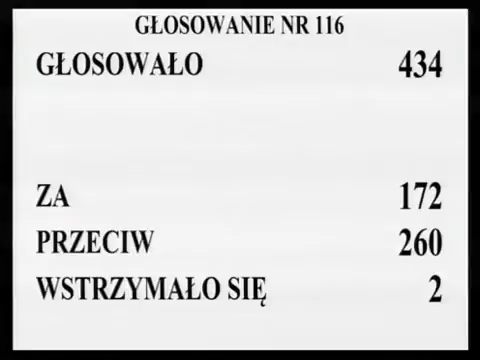 GŁOSOWANIE NR 116
GŁOSOWAŁO 434
ZA 172
PRZECIW 260
WSTRZYMAŁO SIĘ 2